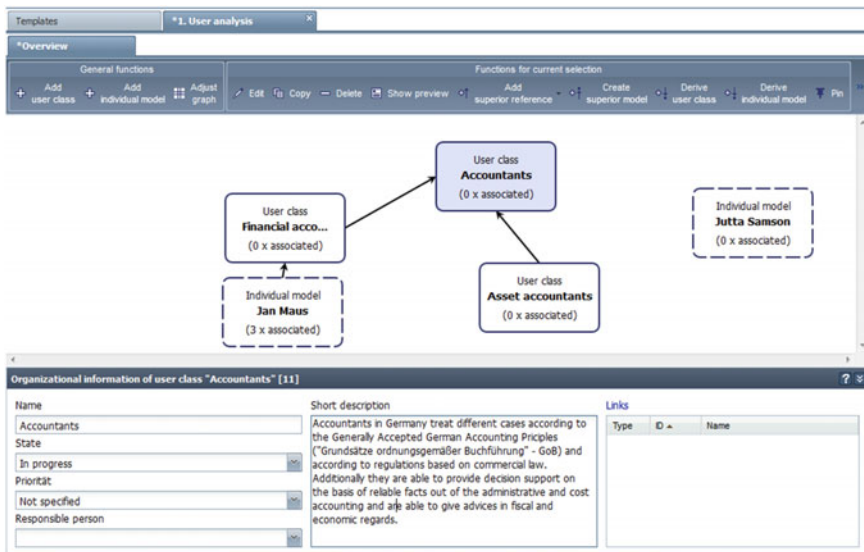 Templates
*1. User analysis ×
*Overview
General functions
Functions for current selection
+ Add user class
+ Add individual model
Adjust graph
Edit
Copy
Delete
Show preview
Add superior reference
Create superior model
Derive user class
Derive individual model
Pin
User class
Accountants
(0 x associated)
User class
Financial acco...
(0 x associated)
Individual model
Jutta Samson
(0 x associated)
Individual model
Jan Maus
(3 x associated)
User class
Asset accountants
(0 x associated)
Organizational information of user class "Accountants" [11] ?
Name
Accountants
State
In progress
Priorität
Not specified
Responsible person
Short description
Accountants in Germany treat different cases according to
the Generally Accepted German Accounting Priciples
("Grundsätze ordnungsgemäßer Buchführung" - GoB) and
according to regulations based on commercial law.
Additionally they are able to provide decision support on
the basis of reliable facts out of the administrative and cost
accounting and are able to give advices in fiscal and
economic regards.
Links
Type ID Name